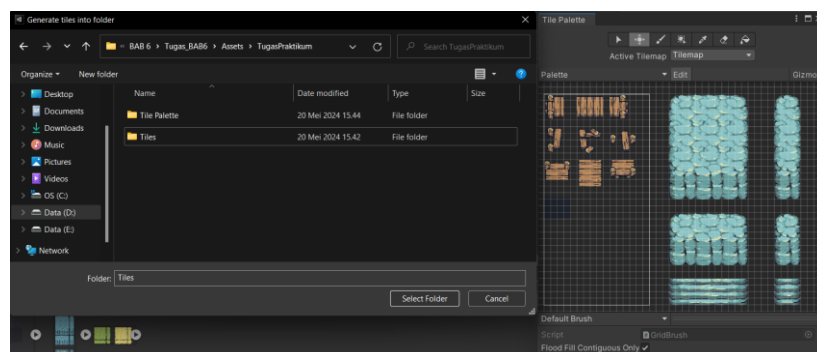 Generate tiles into folder
« BAB 6 › Tugas_BAB6 › Assets › TugasPraktikum
Search TugasPraktikum
Organize
New folder
Name
Date modified
Type
Size
Desktop
Documents
Downloads
Music
Pictures
Videos
OS (C:)
Data (D:)
Data (E:)
Network
Tile Palette
20 Mei 2024 15.44
File folder
Tiles
20 Mei 2024 15.42
File folder
Folder: Tiles
Select Folder
Cancel
Tile Palette
Active Tilemap Tilemap
Palette
Edit
Gizmo
Default Brush
Script
GridBrush
Flood Fill Contiguous Only